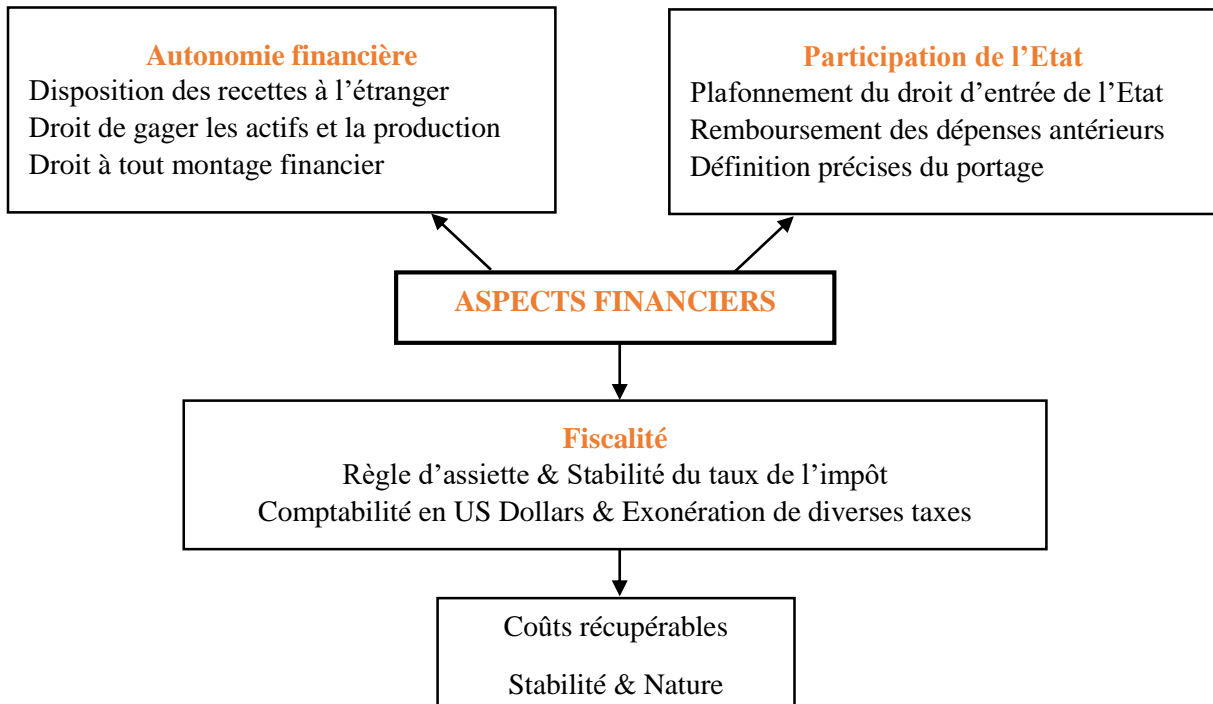 Autonomie financière
Disposition des recettes à l’étranger
Droit de gager les actifs et la production
Droit à tout montage financier
Participation de l’Etat
Plafonnement du droit d’entrée de l’Etat
Remboursement des dépenses antérieurs
Définition précises du portage
ASPECTS FINANCIERS
Fiscalité
Règle d’assiette & Stabilité du taux de l’impôt
Comptabilité en US Dollars & Exonération de diverses taxes
Coûts récupérables
Stabilité & Nature